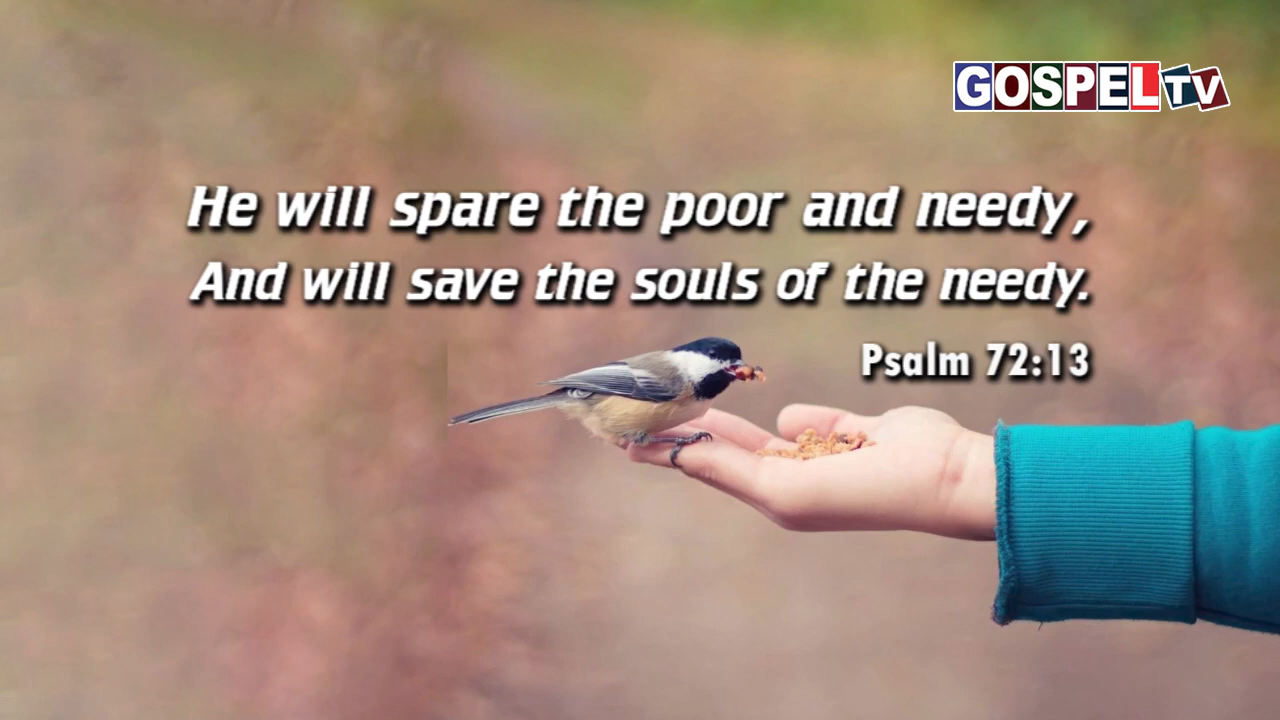 GOSPEL TV
He will spare the poor and needy,
And will save the souls of the needy.
Psalm 72:13